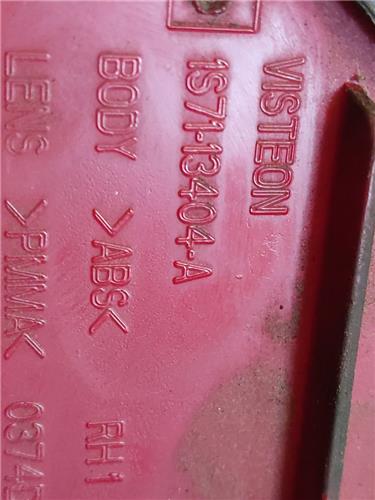 VISTEON
1S71-13404-A
BODY >ABS< RH1
LENS >PMMA< 0374